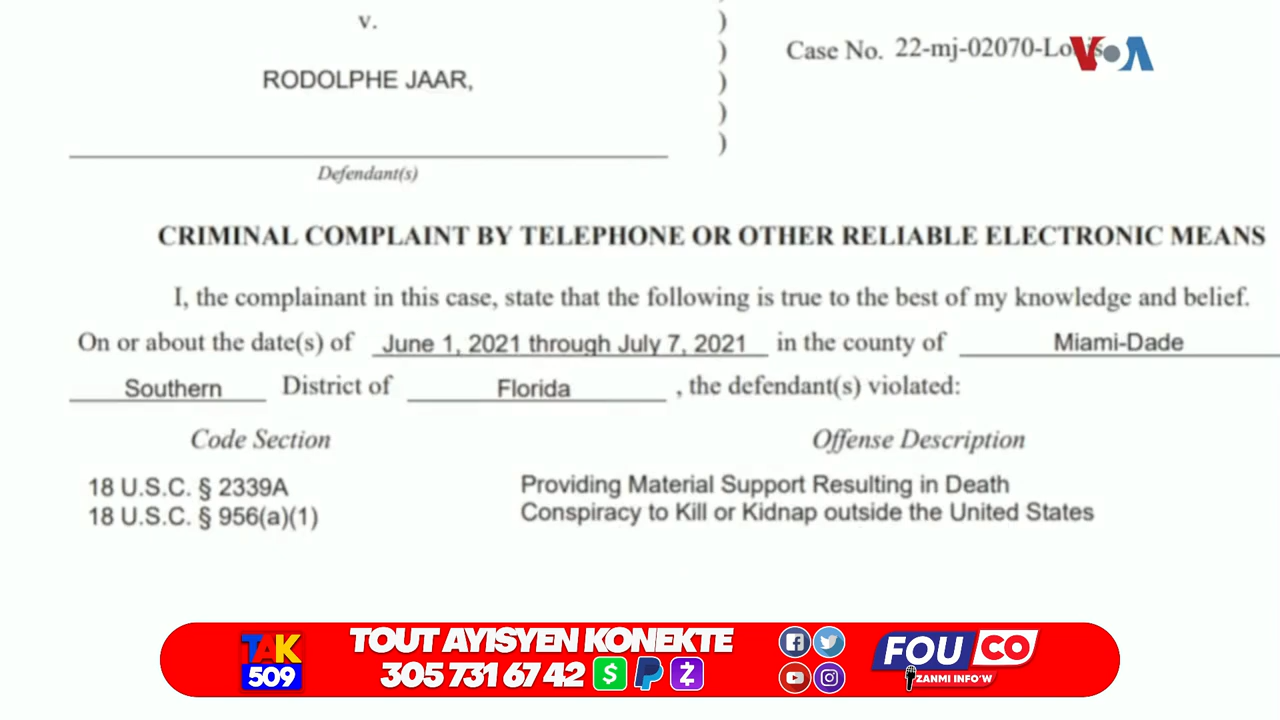 v.
RODOLPHE JAAR,
Defendant(s)
)
)
)
)
)
Case No. 22-mj-02070-Lo
VOA
CRIMINAL COMPLAINT BY TELEPHONE OR OTHER RELIABLE ELECTRONIC MEANS
I, the complainant in this case, state that the following is true to the best of my knowledge and belief.
On or about the date(s) of June 1, 2021 through July 7, 2021 in the county of Miami-Dade
Southern District of Florida , the defendant(s) violated:
Code Section Offense Description
18 U.S.C. § 2339A Providing Material Support Resulting in Death
18 U.S.C. § 956(a)(1) Conspiracy to Kill or Kidnap outside the United States
TAK
509
TOUT AYISYEN KONEKTE
305 731 67 42
FOUCO
ZANMI INFO'W